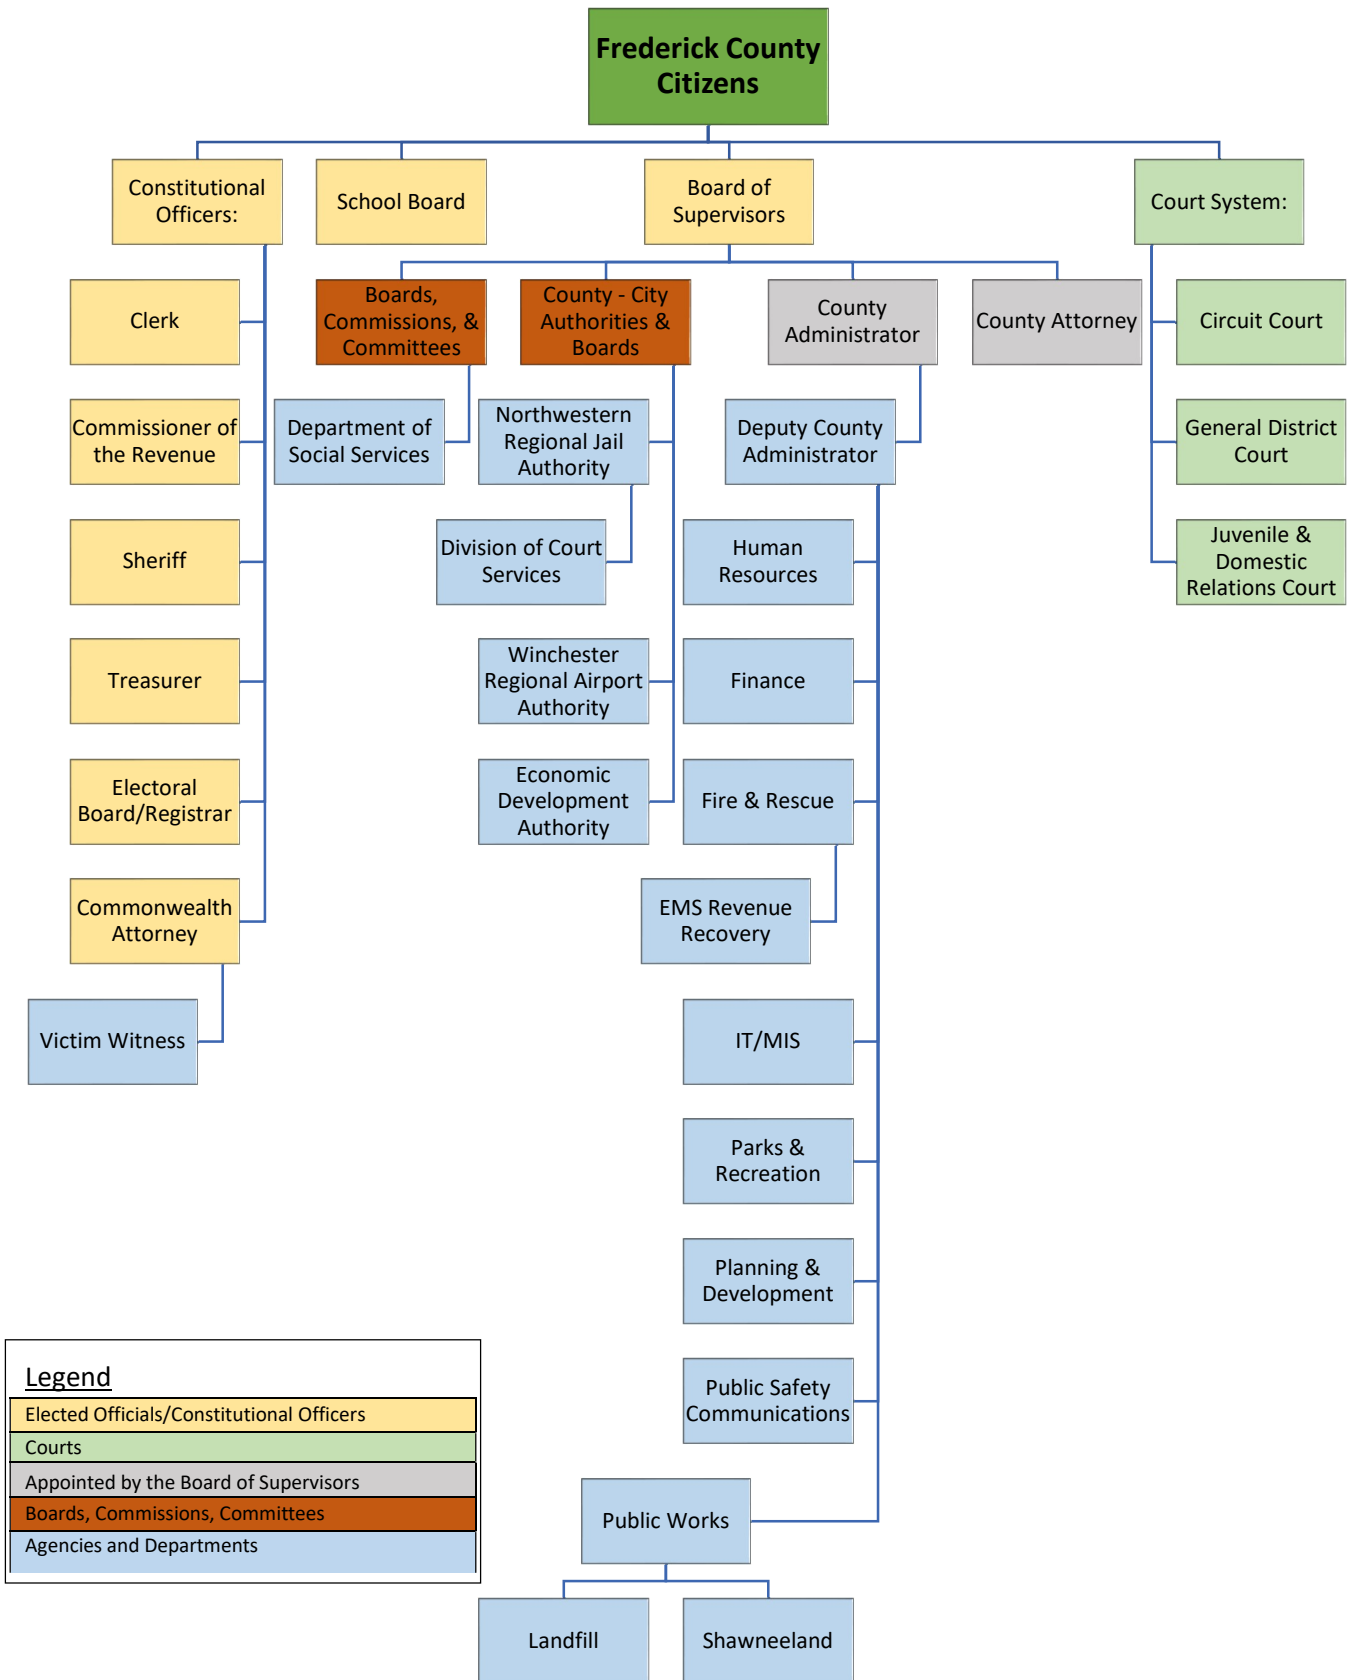 Frederick County
Citizens
Constitutional
Officers:
School Board
Board of
Supervisors
Court System:
Clerk
Boards,
Commissions, &
Committees
County - City
Authorities &
Boards
County
Administrator
County Attorney
Circuit Court
Commissioner of
the Revenue
Department of
Social Services
Northwestern
Regional Jail
Authority
Deputy County
Administrator
General District
Court
Sheriff
Division of Court
Services
Human
Resources
Juvenile &
Domestic
Relations Court
Treasurer
Winchester
Regional Airport
Authority
Finance
Electoral
Board/Registrar
Economic
Development
Authority
Fire & Rescue
Commonwealth
Attorney
EMS Revenue
Recovery
Victim Witness
IT/MIS
Parks &
Recreation
Planning &
Development
Public Safety
Communications
Public Works
Landfill
Shawneeland
Legend
Elected Officials/Constitutional Officers
Courts
Appointed by the Board of Supervisors
Boards, Commissions, Committees
Agencies and Departments